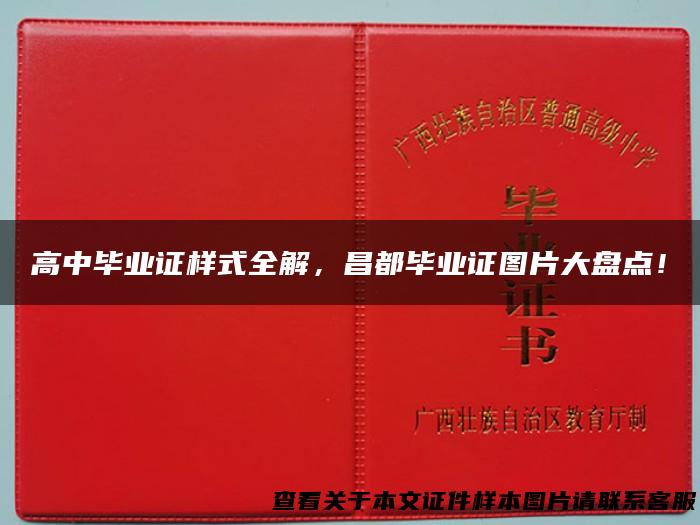 广西壮族自治区普通高级中学
毕业证书
高中毕业证样式全解，昌都毕业证图片大盘点！
广西壮族自治区教育厅制
查看关于本文证件样本图片请联系客服